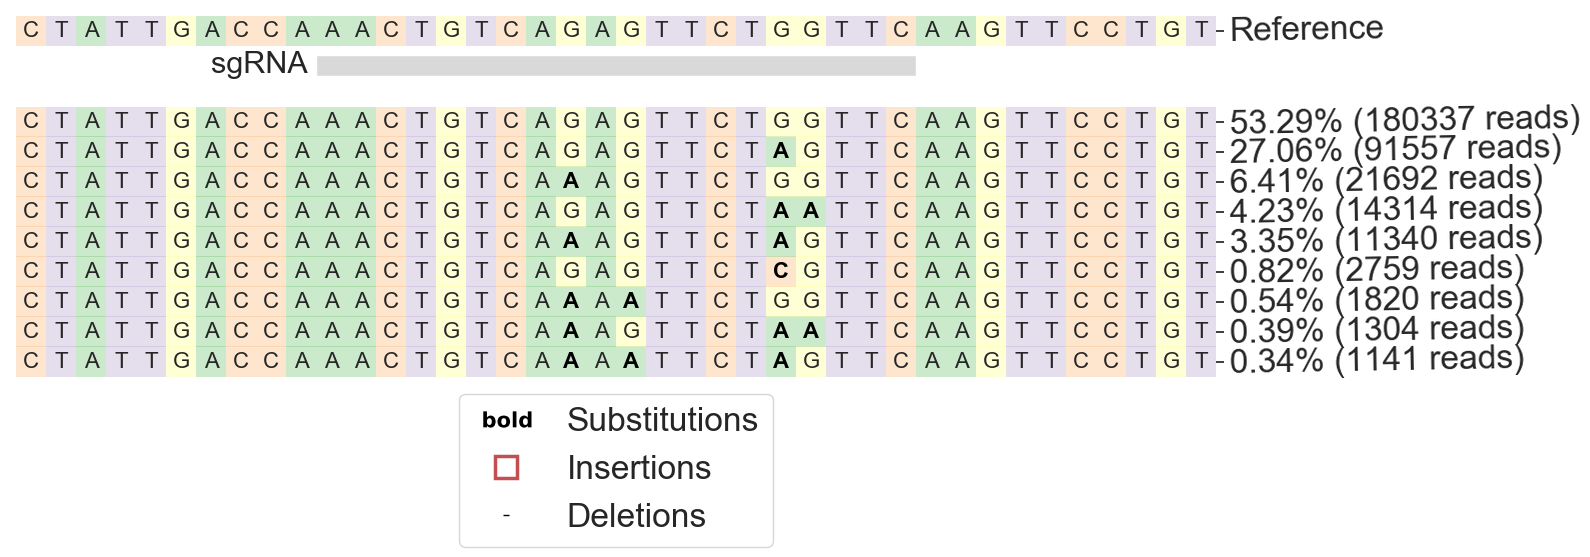 C T A T T G A C C A A A C T G T C A G A G T T C T G G T T C A A G T T C C T G T - Reference
sgRNA
C T A T T G A C C A A A C T G T C A G A G T T C T G G T T C A A G T T C C T G T - 53.29% (180337 reads)
C T A T T G A C C A A A C T G T C A G A G T T C T A G T T C A A G T T C C T G T - 27.06% (91557 reads)
C T A T T G A C C A A A C T G T C A A A G T T C T G G T T C A A G T T C C T G T - 6.41% (21692 reads)
C T A T T G A C C A A A C T G T C A G A G T T C T A A T T C A A G T T C C T G T - 4.23% (14314 reads)
C T A T T G A C C A A A C T G T C A A A G T T C T A G T T C A A G T T C C T G T - 3.35% (11340 reads)
C T A T T G A C C A A A C T G T C A G A G T T C T C G T T C A A G T T C C T G T - 0.82% (2759 reads)
C T A T T G A C C A A A C T G T C A A A A T T C T G G T T C A A G T T C C T G T - 0.54% (1820 reads)
C T A T T G A C C A A A C T G T C A A A G T T C T A A T T C A A G T T C C T G T - 0.39% (1304 reads)
C T A T T G A C C A A A C T G T C A A A A T T C T A G T T C A A G T T C C T G T - 0.34% (1141 reads)
bold Substitutions
Insertions
- Deletions